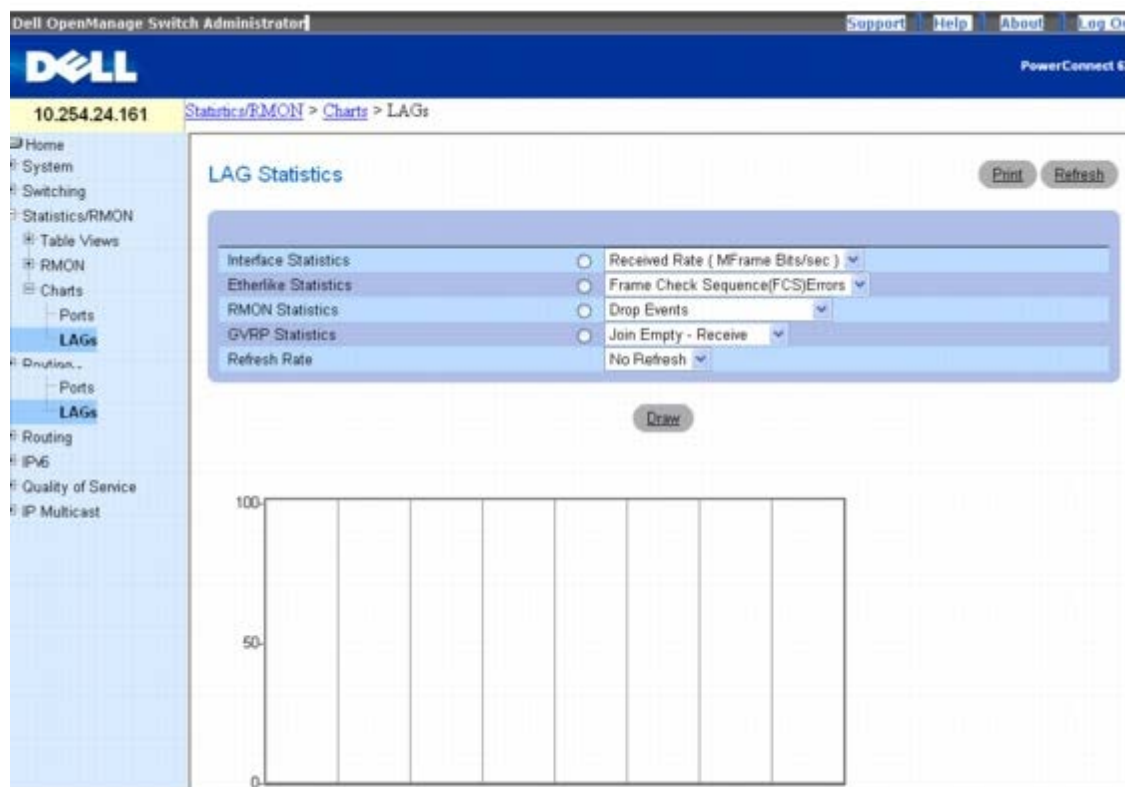 Dell OpenManage Switch Administrator
Support Help About Log O
DELL
PowerConnect 6
10.254.24.161
Statistics/RMON > Charts > LAGs
Home
System
Switching
Statistics/RMON
Table Views
RMON
Charts
Ports
LAGs
Ports
LAGs
Routing
IPv6
Quality of Service
IP Multicast
LAG Statistics
Print Refresh
Interface Statistics Received Rate ( MFrame Bits/sec )
Etherlike Statistics Frame Check Sequence(FCS)Errors
RMON Statistics Drop Events
GVRP Statistics Join Empty - Receive
Refresh Rate No Refresh
Draw
100
50
0